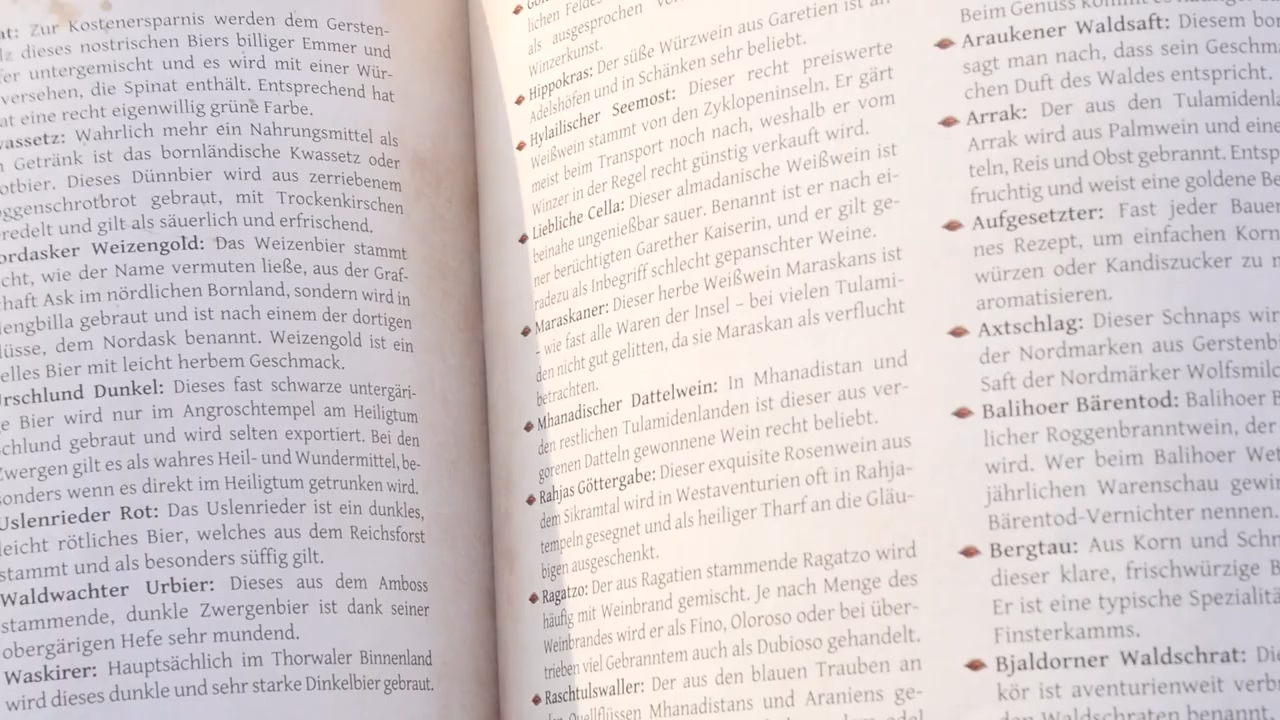 Zur Kostenersparnis werden dem Gersten-
dieses nostrischen Biers billiger Emmer und
untergemischt und es wird mit einer Wür-
versehen, die Spinat enthält. Entsprechend hat
eine recht eigenwillig grüne Farbe.
Wahrlich mehr ein Nahrungsmittel als
Getränk ist das bornländische Kwassetz oder
Dieses Dünnbier wird aus zerriebenem
gebraut, mit Trockenkirschen
und gilt als säuerlich und erfrischend.
Weizengold: Das Weizenbier stammt
wie der Name vermuten ließe, aus der Graf-
Ask im nördlichen Bornland, sondern wird in
gebraut und ist nach einem der dortigen
dem Nordask benannt. Weizengold ist ein
Bier mit leicht herbem Geschmack.
Dunkel: Dieses fast schwarze untergäri-
Bier wird nur im Angroschtempel am Heiligtum
gebraut und wird selten exportiert. Bei den
Zwergen gilt es als wahres Heil- und Wundermittel, be-
sonders wenn es direkt im Heiligtum getrunken wird.
Uslenrieder Rot: Das Uslenrieder ist ein dunkles,
leicht rötliches Bier, welches aus dem Reichsforst
stammt und als besonders süffig gilt.
Waldwachter Urbier: Dieses aus dem Amboss
stammende, dunkle Zwergenbier ist dank seiner
obergärigen Hefe sehr mundend.
Waskirer: Hauptsächlich im Thorwaler Binnenland
wird dieses dunkle und sehr starke Dinkelbier gebraut.
lichen
als ausgesprochen
Winzerkunst.
Hippokras: Der süße Würzwein aus Garetien ist
Adelshöfen und in Schänken sehr beliebt.
Hylailischer Seemost: Dieser recht preiswerte
Weißwein stammt von den Zyklopeninseln. Er gärt
meist beim Transport noch nach, weshalb er vom
Winzer in der Regel recht günstig verkauft wird.
Liebliche Cella: Dieser almadanische Weißwein ist
beinahe ungenießbar sauer. Benannt ist er nach ei-
ner berüchtigten Garether Kaiserin, und er gilt ge-
radezu als Inbegriff schlecht gepanschter Weine.
Maraskaner: Dieser herbe Weißwein Maraskans ist
– wie fast alle Waren der Insel – bei vielen Tulami-
den nicht gut gelitten, da sie Maraskan als verflucht
betrachten.
Mhanadischer Dattelwein: In Mhanadistan und
den restlichen Tulamidenlanden ist dieser aus ver-
gorenen Datteln gewonnene Wein recht beliebt.
Rahjas Göttergabe: Dieser exquisite Rosenwein aus
dem Sikramtal wird in Westaventurien oft in Rahja-
tempeln gesegnet und als heiliger Tharf an die Gläu-
bigen ausgeschenkt.
Ragatzo: Der aus Ragatien stammende Ragatzo wird
häufig mit Weinbrand gemischt. Je nach Menge des
Weinbrandes wird er als Fino, Oloroso oder bei über-
trieben viel Gebranntem auch als Dubioso gehandelt.
Raschtulswaller: Der aus den blauen Trauben an
den Quellflüssen Mhanadistans und Araniens ge-
Beim Genuss
Araukener Waldsaft: Diesem
sagt man nach, dass sein
chen Duft des Waldes entspricht.
Arrak: Der aus den
Arrak wird aus Palmwein und
teln, Reis und Obst gebrannt.
fruchtig und weist eine goldene
Aufgesetzter: Fast jeder
nes Rezept, um einfachen
würzen oder Kandiszucker zu
aromatisieren.
Axtschlag: Dieser Schnaps
der Nordmarken aus
Saft der Nordmärker
Balihoer Bärentod: Balihoer
licher Roggenbranntwein, der
wird. Wer beim Balihoer
jährlichen Warenschau
Bärentod-Vernichter nennen.
Bergtau: Aus Korn und
dieser klare, frischwürzige
Er ist eine typische
Finsterkamms.
Bjaldorner Waldschrat:
kör ist aventurienweit
den Waldschraten benannt.